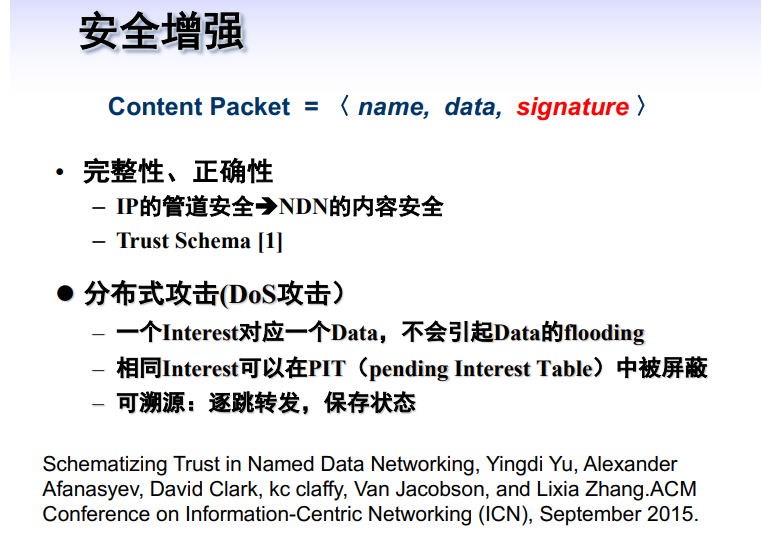 安全增强
Content Packet = 〈 name, data, signature 〉
• 完整性、正确性
– IP的管道安全➔NDN的内容安全
– Trust Schema [1]
● 分布式攻击(DoS攻击）
– 一个Interest对应一个Data，不会引起Data的flooding
– 相同Interest可以在PIT（pending Interest Table）中被屏蔽
– 可溯源：逐跳转发，保存状态
Schematizing Trust in Named Data Networking, Yingdi Yu, Alexander
Afanasyev, David Clark, kc claffy, Van Jacobson, and Lixia Zhang.ACM
Conference on Information-Centric Networking (ICN), September 2015.